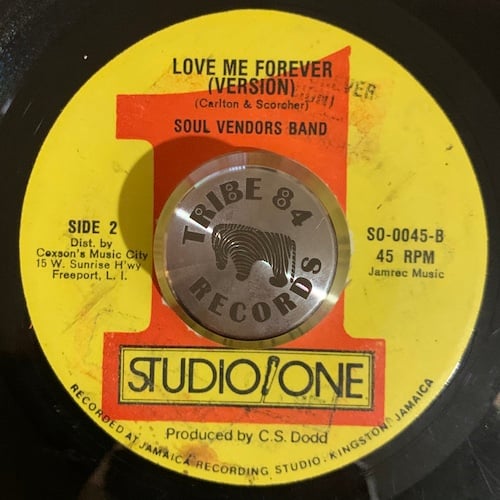 LOVE ME FOREVER
(VERSION)
(Carlton & Scorcher)
SOUL VENDORS BAND
SIDE 2
Dist. by
Coxson's Music City
15 W. Sunrise H'wy
Freeport, L. I.
TRIBE 84
RECORDS
SO-0045-B
45 RPM
Jamrec Music
STUDIO ONE
Produced by C.S. Dodd
RECORDED AT JAMAICA RECORDING STUDIO · KINGSTON JAMAICA